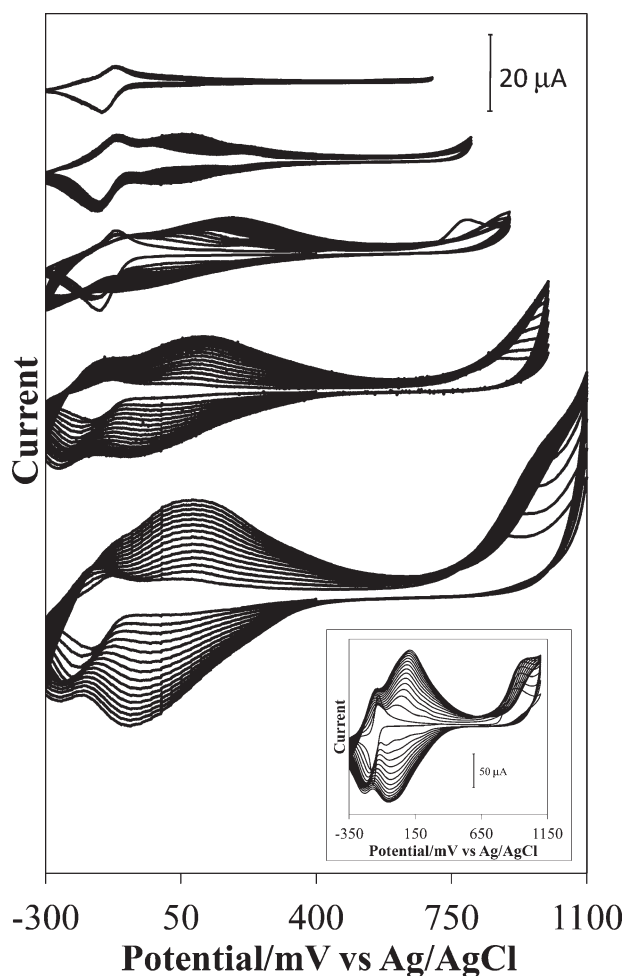 20 µA
Current
Current
50 µA
-350 150 650 1150
Potential/mV vs Ag/AgCl
-300 50 400 750 1100
Potential/mV vs Ag/AgCl